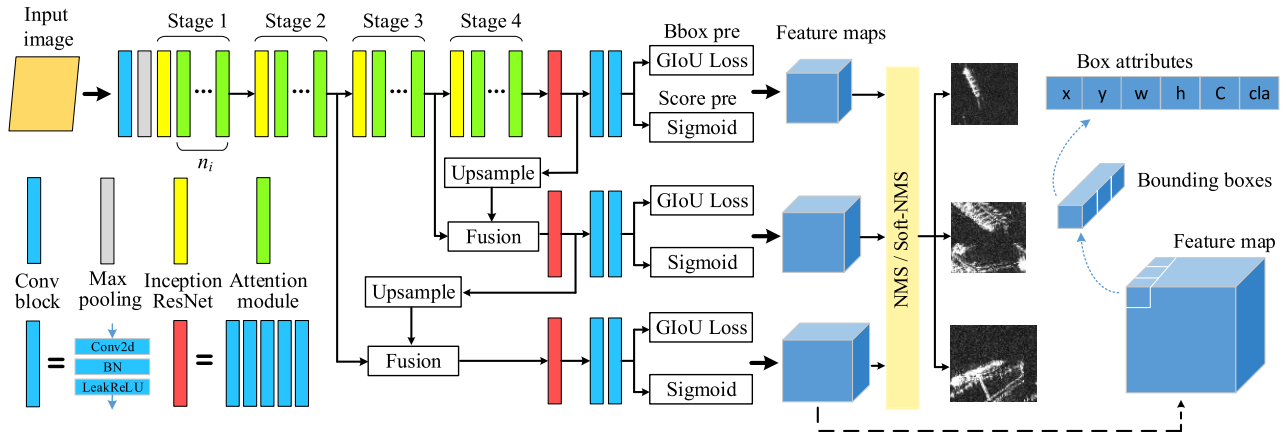 Input
image
Stage 1
Stage 2
Stage 3
Stage 4
Bbox pre
GIoU Loss
Score pre
Sigmoid
Feature maps
Box attributes
x y w h C cla
n_i
Upsample
Fusion
GIoU Loss
Sigmoid
NMS / Soft-NMS
Bounding boxes
Feature map
Conv
block
Max
pooling
Inception
ResNet
Attention
module
Upsample
Fusion
GIoU Loss
Sigmoid
=
Conv2d
BN
LeakReLU
=